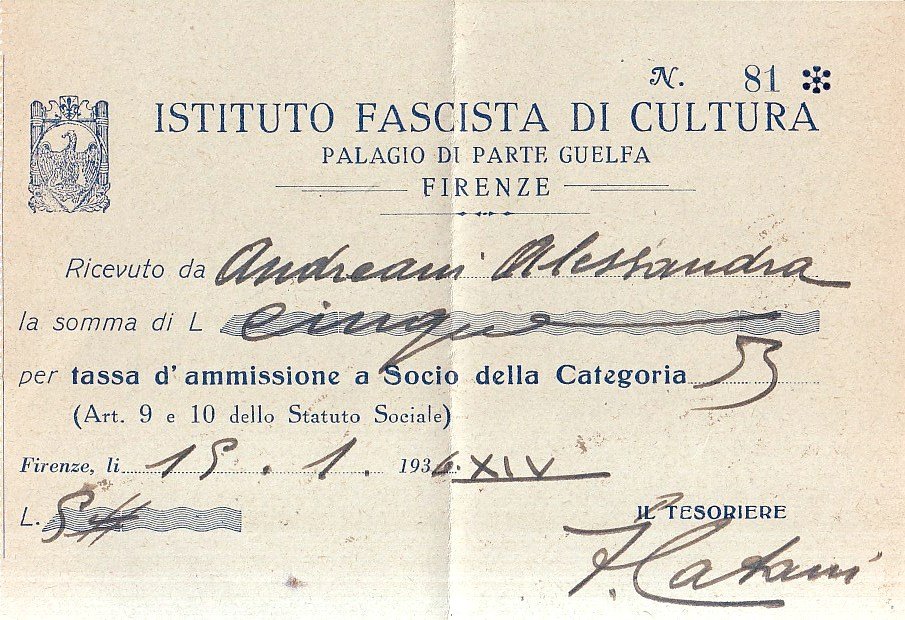 N. 81
ISTITUTO FASCISTA DI CULTURA
PALAGIO DI PARTE GUELFA
FIRENZE
Ricevuto da Andreani Alessandra
la somma di L cinque
per tassa d'ammissione a Socio della Categoria B
(Art. 9 e 10 dello Statuto Sociale)
Firenze, li 15.1. 1936. XIV
L. 5
IL TESORIERE
Catani